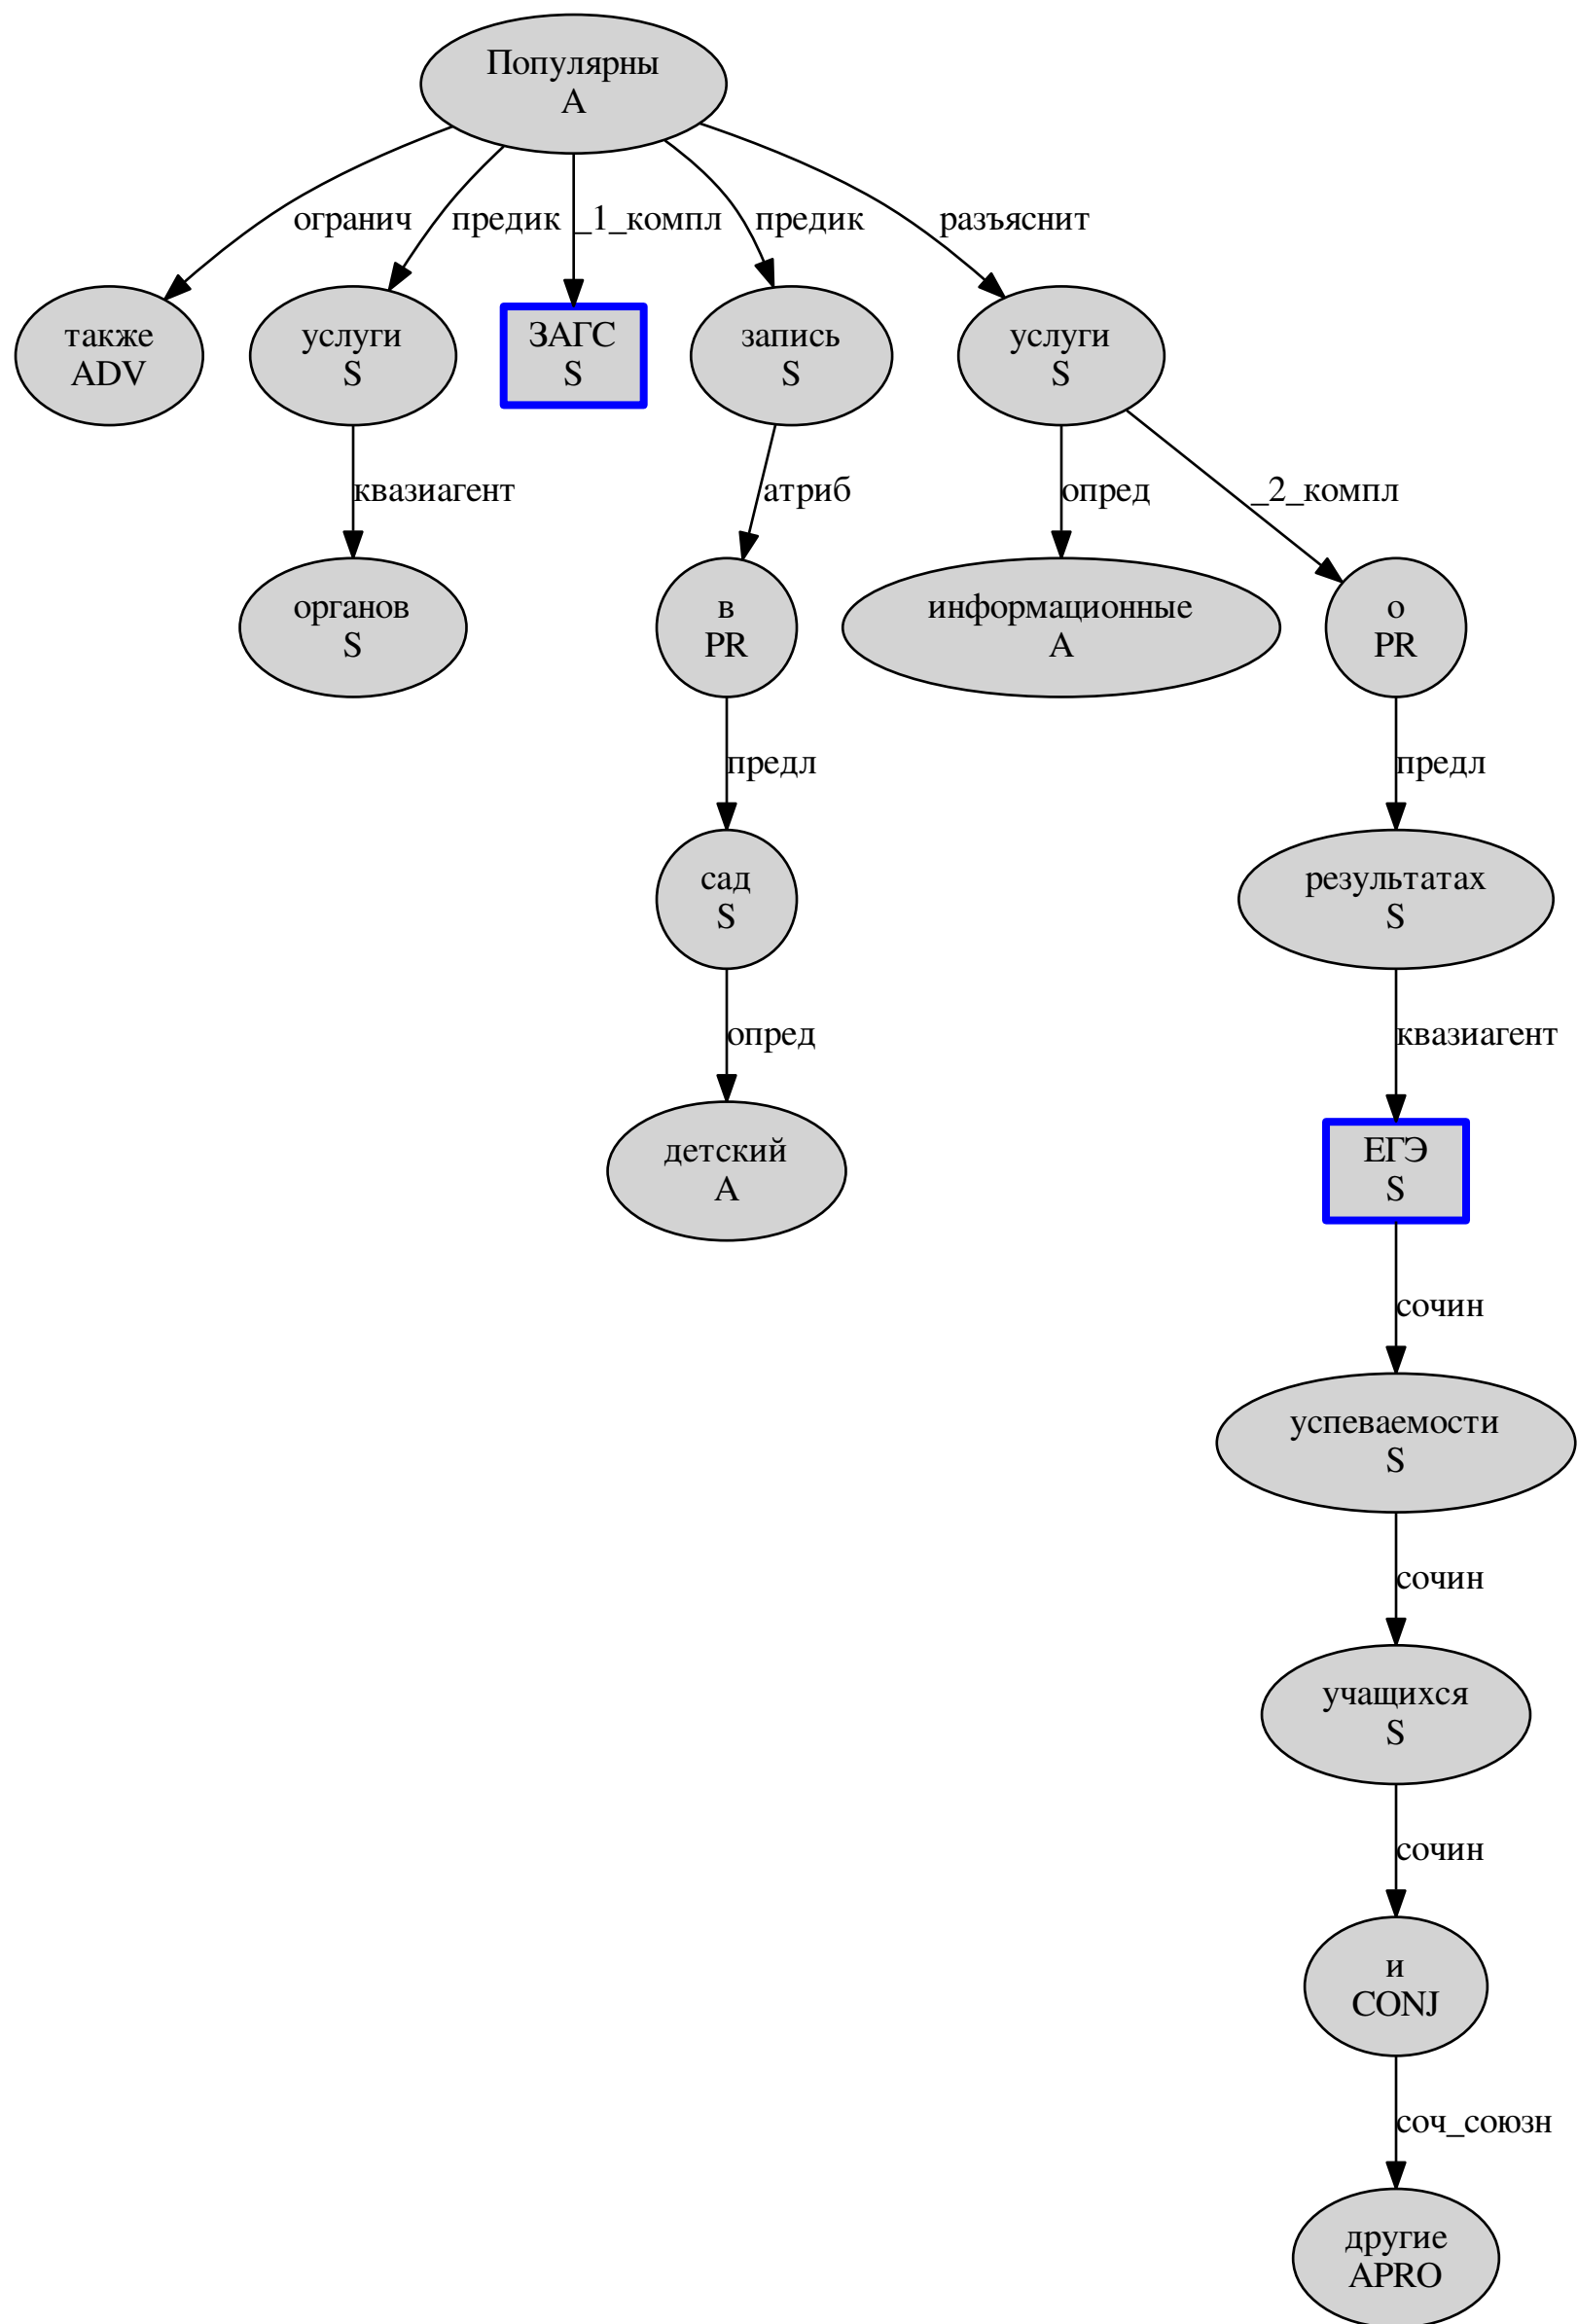 Популярны
A
огранич
предик
_1_компл
предик
разъяснит
также
ADV
услуги
S
ЗАГС
S
запись
S
услуги
S
квазиагент
атриб
опред
_2_компл
органов
S
в
PR
информационные
A
о
PR
предл
предл
сад
S
результатах
S
опред
квазиагент
детский
A
ЕГЭ
S
сочин
успеваемости
S
сочин
учащихся
S
сочин
и
CONJ
соч_союзн
другие
APRO